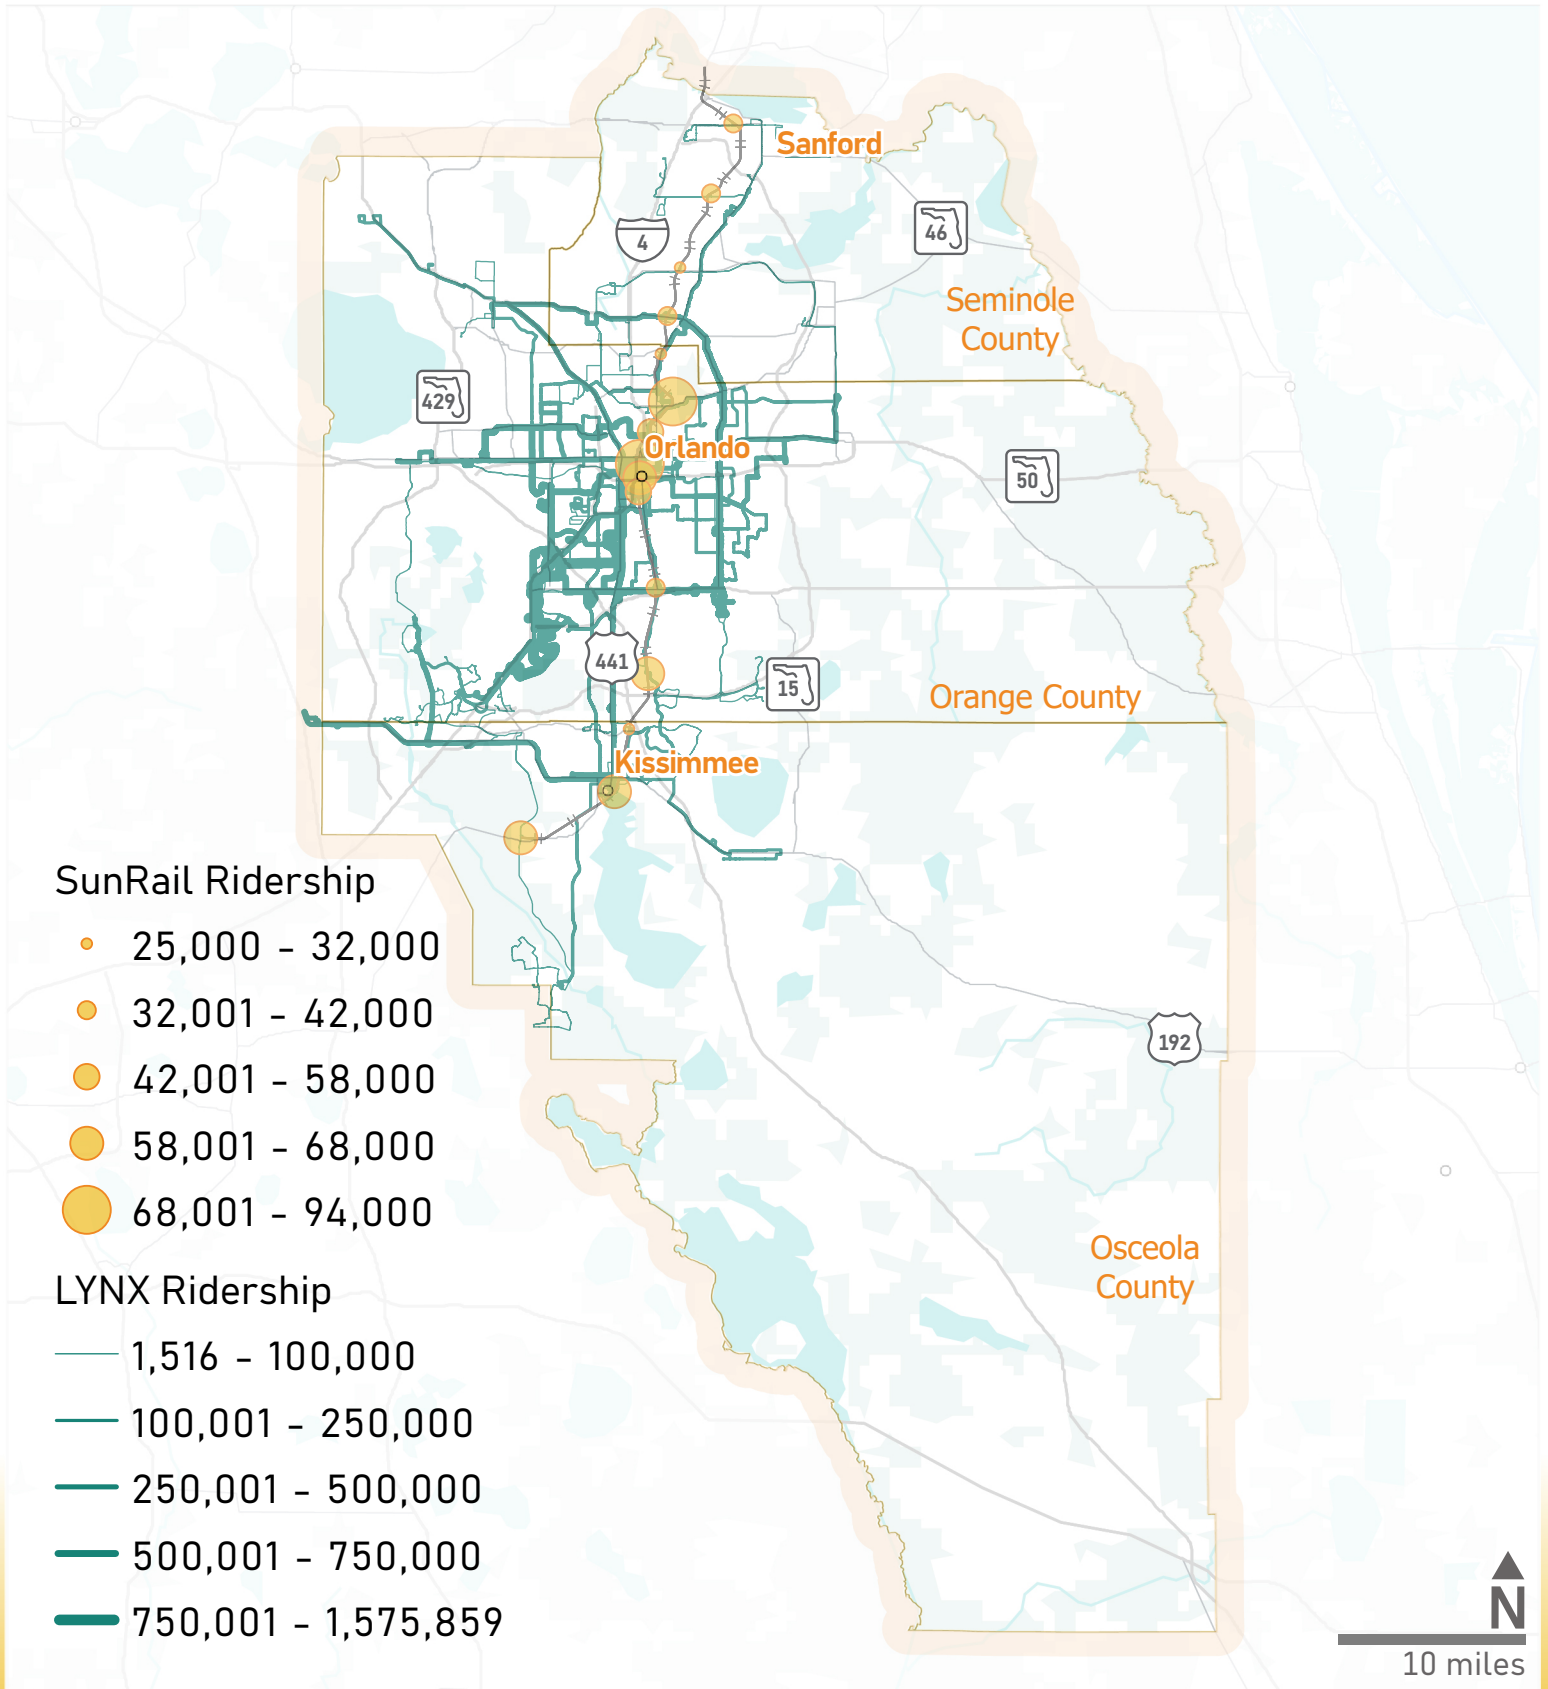 Sanford
4
46
Seminole
County
429
Orlando
50
441
15
Orange County
Kissimmee
SunRail Ridership
25,000 - 32,000
32,001 - 42,000
42,001 - 58,000
58,001 - 68,000
68,001 - 94,000
192
Osceola
County
LYNX Ridership
1,516 - 100,000
100,001 - 250,000
250,001 - 500,000
500,001 - 750,000
750,001 - 1,575,859
N
10 miles